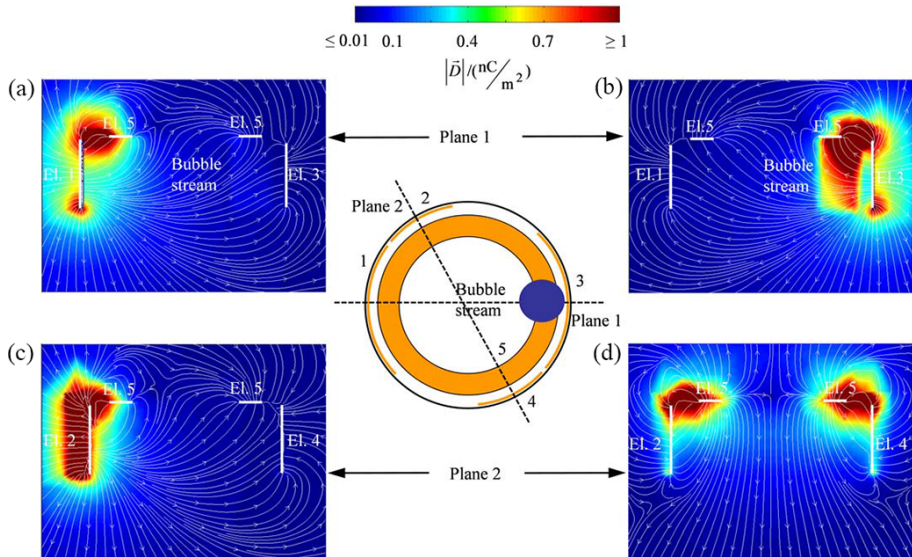 ≤ 0.01 0.1 0.4 0.7 ≥ 1
|D⃗|/(nC/m²)
(a)
El. 5
El. 5
Bubble
stream
El. 3
Plane 1
(b)
El.5
El.5
El.1
Bubble
stream
El.3
Plane 2
2
1
3
Bubble
stream
Plane 1
5
4
(c)
El. 5
El. 5
El. 2
El. 4
Plane 2
(d)
El. 5
El. 5
El. 2
El. 4